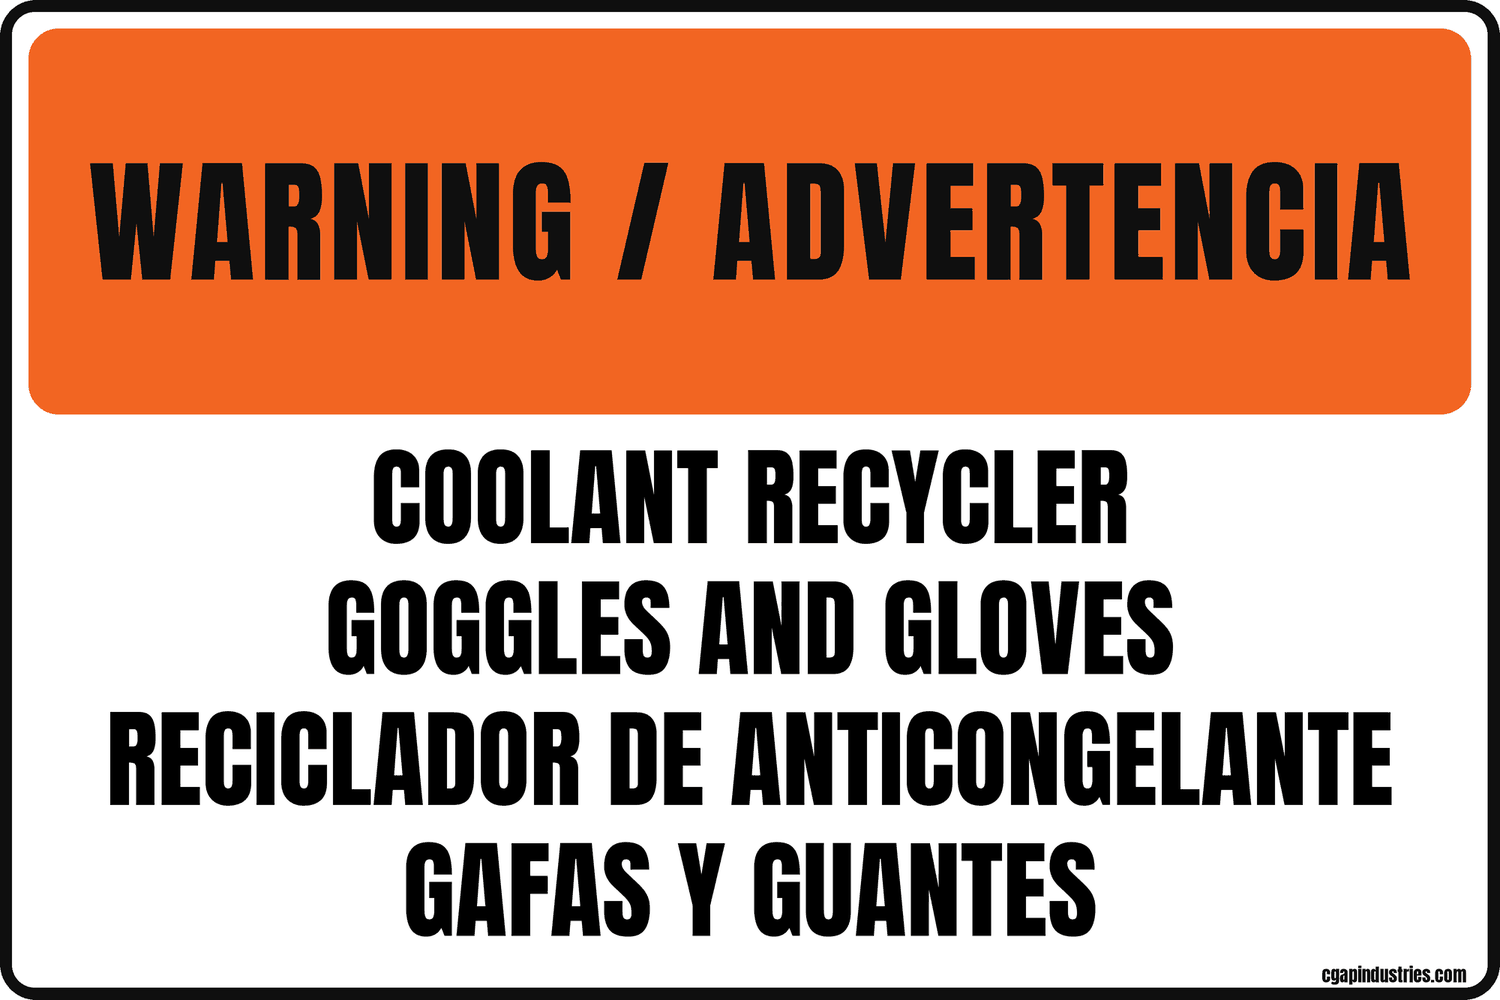 WARNING / ADVERTENCIA
COOLANT RECYCLER
GOGGLES AND GLOVES
RECICLADOR DE ANTICONGELANTE
GAFAS Y GUANTES
cgapindustries.com